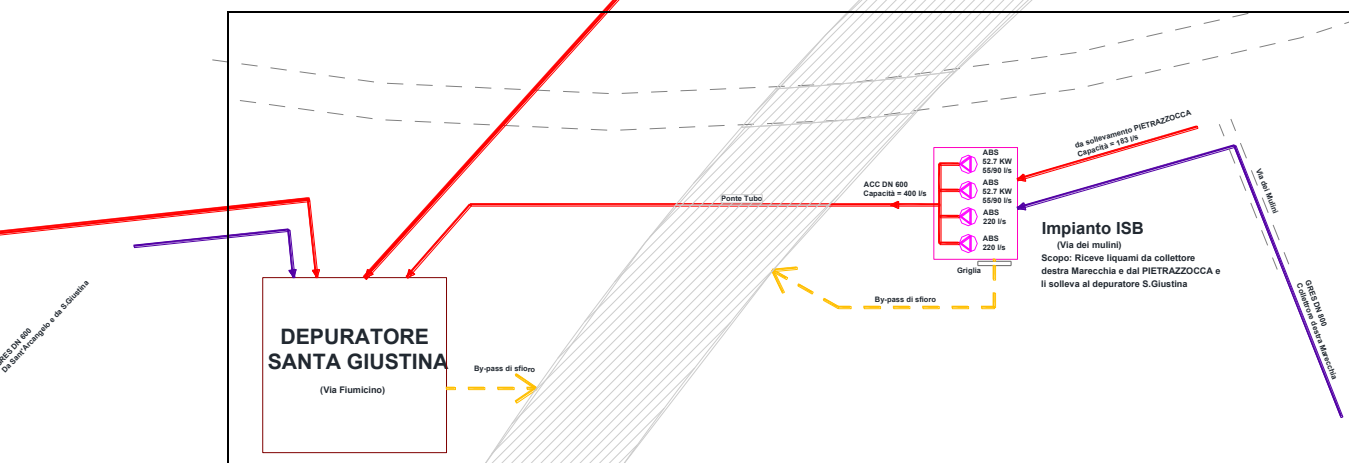 da sollevamento PIETRAZZOCCA
Capacità = 183 l/s
Via dei Mulini
ABS
52.7 KW
55/90 l/s
ABS
52.7 KW
55/90 l/s
ABS
220 l/s
ABS
220 l/s
ACC DN 600
Capacità = 400 l/s
Ponte Tubo
Impianto ISB
(Via dei mulini)
Scopo: Riceve liquami da collettore
destra Marecchia e dal PIETRAZZOCCA e
li solleva al depuratore S.Giustina
Griglia
By-pass di sfioro
GRES DN 800
Collettrore destra Marecchia
RES DN 600
Da Sant'Arcangelo e da S.Giustina
DEPURATORE
SANTA GIUSTINA
(Via Fiumicino)
By-pass di sfioro